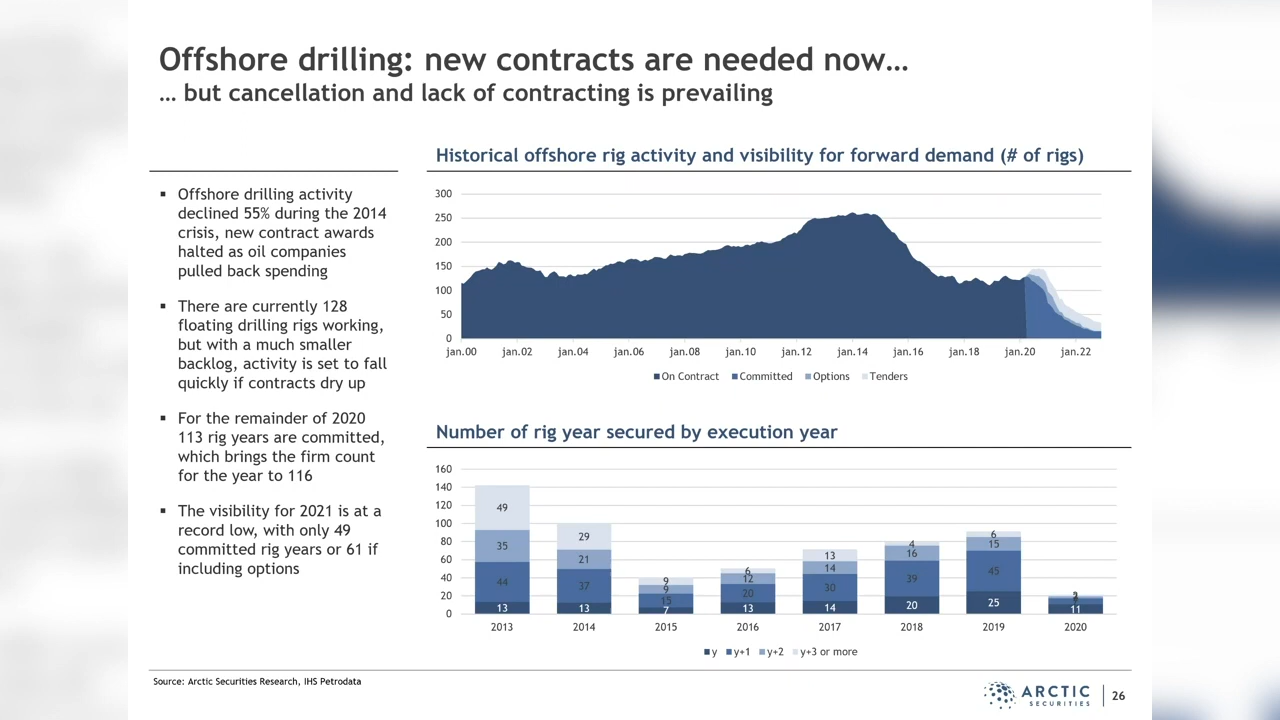 Offshore drilling: new contracts are needed now…
… but cancellation and lack of contracting is prevailing
▪ Offshore drilling activity
declined 55% during the 2014
crisis, new contract awards
halted as oil companies
pulled back spending
▪ There are currently 128
floating drilling rigs working,
but with a much smaller
backlog, activity is set to fall
quickly if contracts dry up
▪ For the remainder of 2020
113 rig years are committed,
which brings the firm count
for the year to 116
▪ The visibility for 2021 is at a
record low, with only 49
committed rig years or 61 if
including options
Historical offshore rig activity and visibility for forward demand (# of rigs)
300
250
200
150
100
50
0
jan.00 jan.02 jan.04 jan.06 jan.08 jan.10 jan.12 jan.14 jan.16 jan.18 jan.20 jan.22
On Contract Committed Options Tenders
Number of rig year secured by execution year
160
140
120
100
80
60
40
20
0
49 29 9 6 13 4 6
35 21 9 12 14 16 15
44 37 15 20 30 39 45
13 13 7 13 14 20 25 11
2013 2014 2015 2016 2017 2018 2019 2020
y y+1 y+2 y+3 or more
Source: Arctic Securities Research, IHS Petrodata
ARCTIC
SECURITIES
26